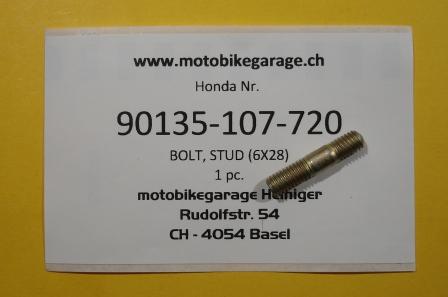 www.motobikegarage.ch
Honda Nr.
90135-107-720
BOLT, STUD (6X28)
1 pc.
motobikegarage Heiniger
Rudolfstr. 54
CH - 4054 Basel